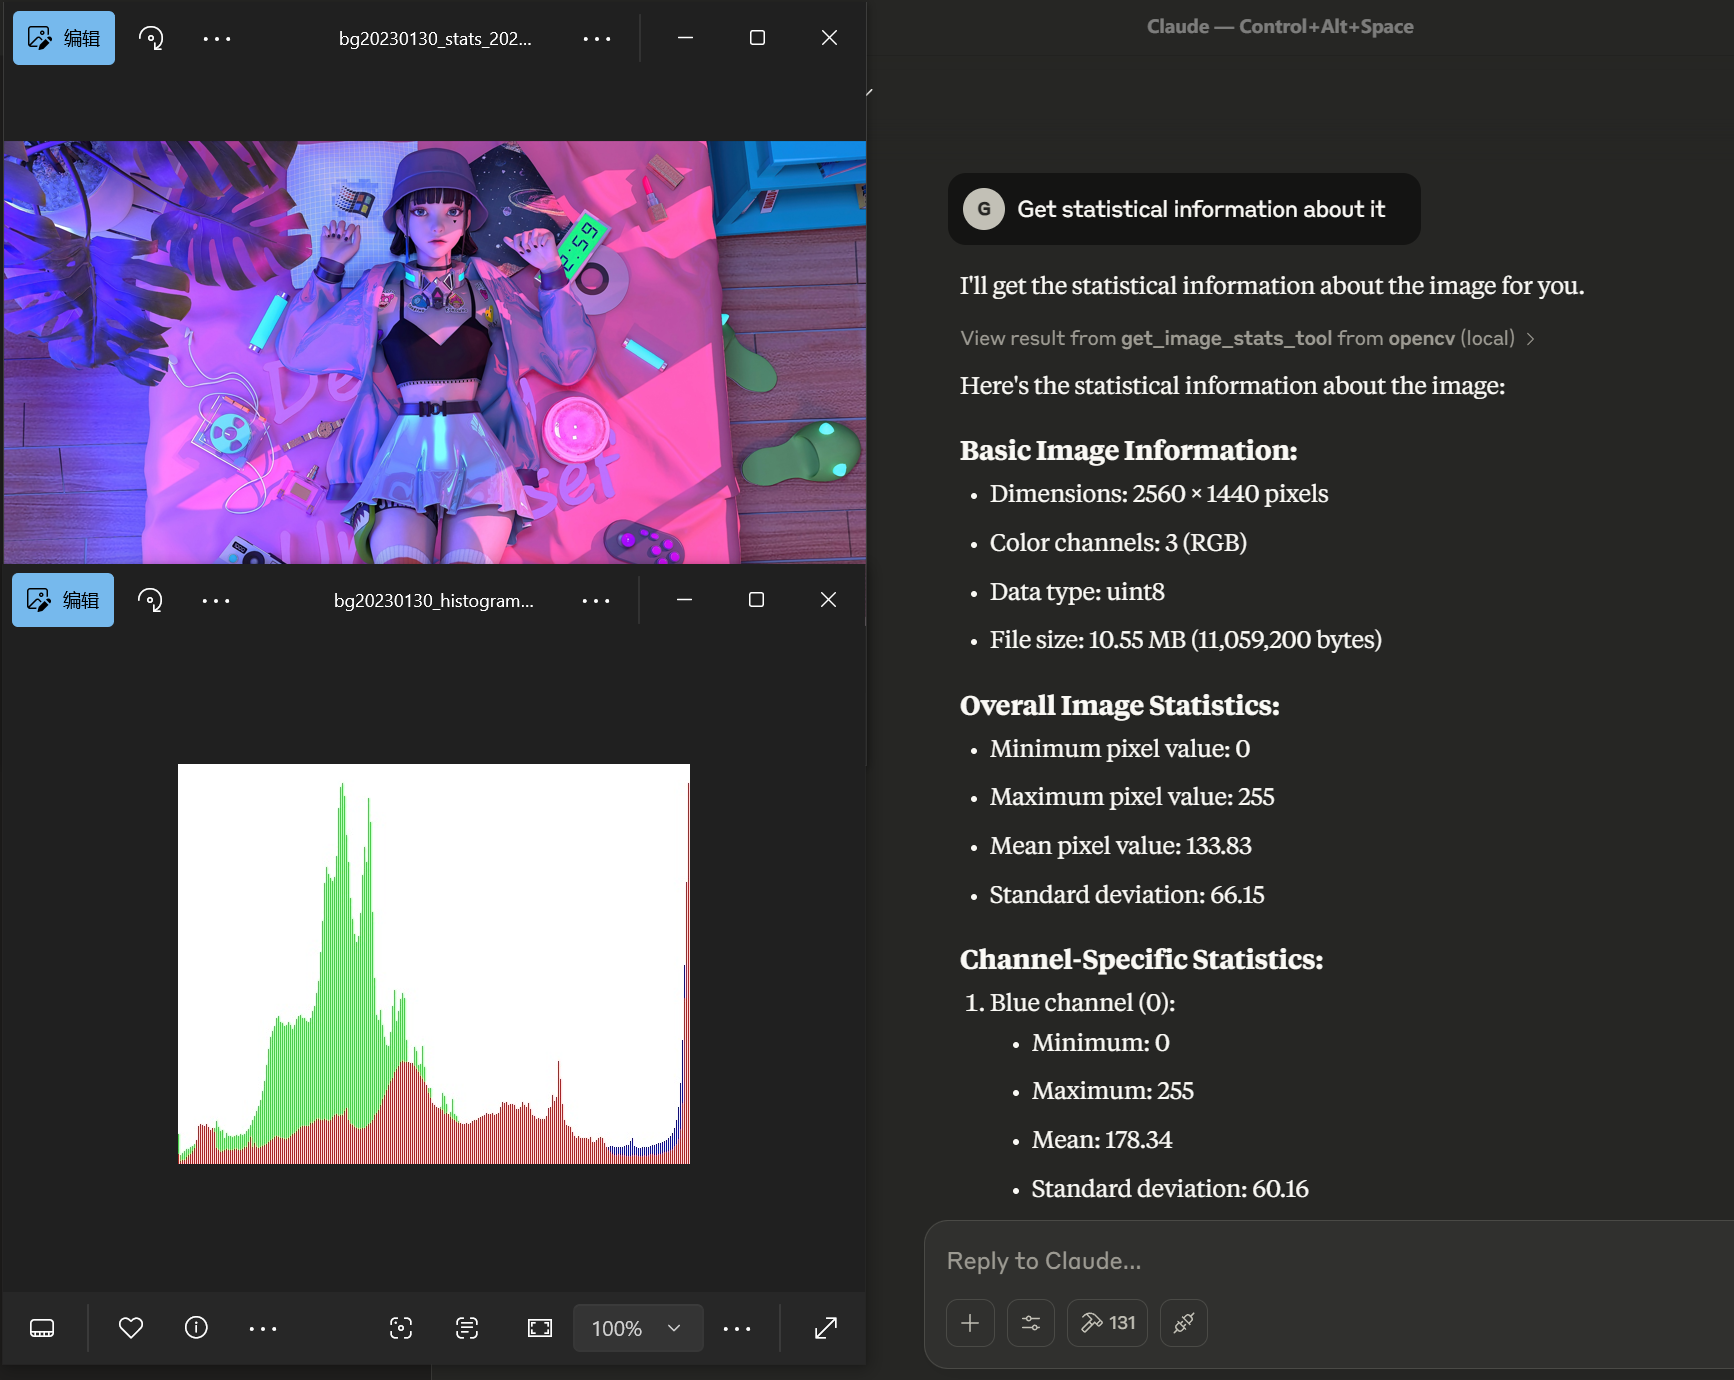 编辑
bg20230130_stats_202...
Claude — Control+Alt+Space
2:59
De
User
Un
编辑
bg20230130_histogram...
100%
G
Get statistical information about it
I'll get the statistical information about the image for you.
View result from get_image_stats_tool from opencv (local)
Here's the statistical information about the image:
Basic Image Information:
• Dimensions: 2560 × 1440 pixels
• Color channels: 3 (RGB)
• Data type: uint8
• File size: 10.55 MB (11,059,200 bytes)
Overall Image Statistics:
• Minimum pixel value: 0
• Maximum pixel value: 255
• Mean pixel value: 133.83
• Standard deviation: 66.15
Channel-Specific Statistics:
1. Blue channel (0):
• Minimum: 0
• Maximum: 255
• Mean: 178.34
• Standard deviation: 60.16
Reply to Claude...
131